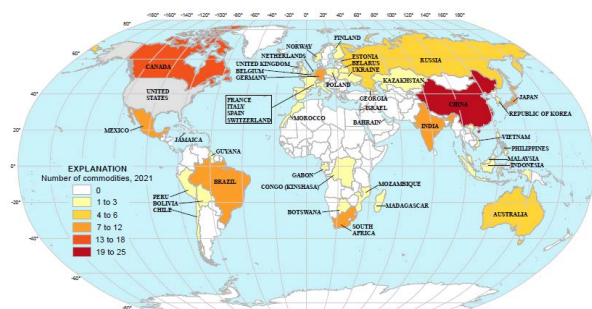 -160° -140° -120° -100° -80° -60° -40° -20° 0° 20° 40° 60° 80° 100° 120° 140° 160° 180°
80°
60°
40°
20°
0°
-20°
-40°
-60°
FINLAND
NORWAY
NETHERLANDS
UNITED KINGDOM
BELGIUM
GERMANY
ESTONIA
BELARUS
UKRAINE
RUSSIA
CANADA
POLAND
KAZAKHSTAN
UNITED
STATES
FRANCE
ITALY
SPAIN
SWITZERLAND
GEORGIA
ISRAEL
CHINA
JAPAN
REPUBLIC OF KOREA
MEXICO
MOROCCO
BAHRAIN
INDIA
VIETNAM
JAMAICA
GUYANA
PHILIPPINES
MALAYSIA
INDONESIA
GABON
CONGO (KINSHASA)
BRAZIL
PERU
BOLIVIA
CHILE
MOZAMBIQUE
MADAGASCAR
BOTSWANA
SOUTH
AFRICA
AUSTRALIA
EXPLANATION
Number of commodities, 2021
0
1 to 3
4 to 6
7 to 12
13 to 18
19 to 25